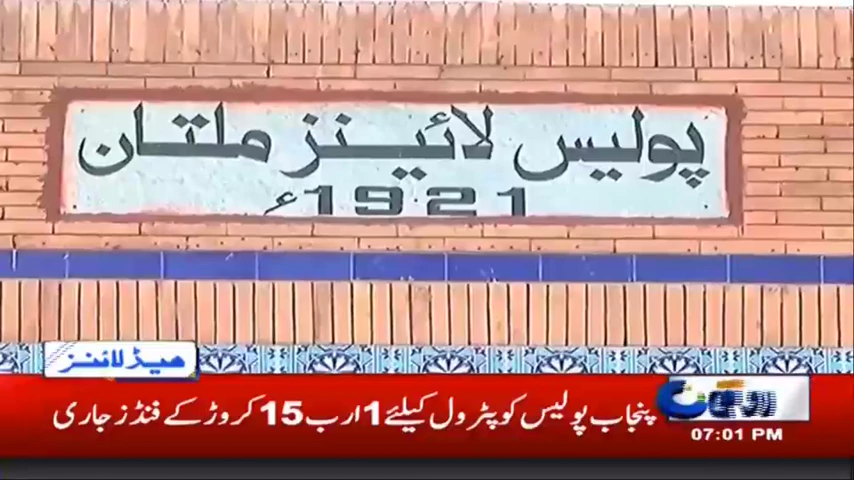 پولیس لائینز ملتان
1921ء
ہیڈ لائنز
پنجاب پولیس کو پٹرول کیلئے 1 ارب 15 کروڑ کے فنڈز جاری
07:01 PM